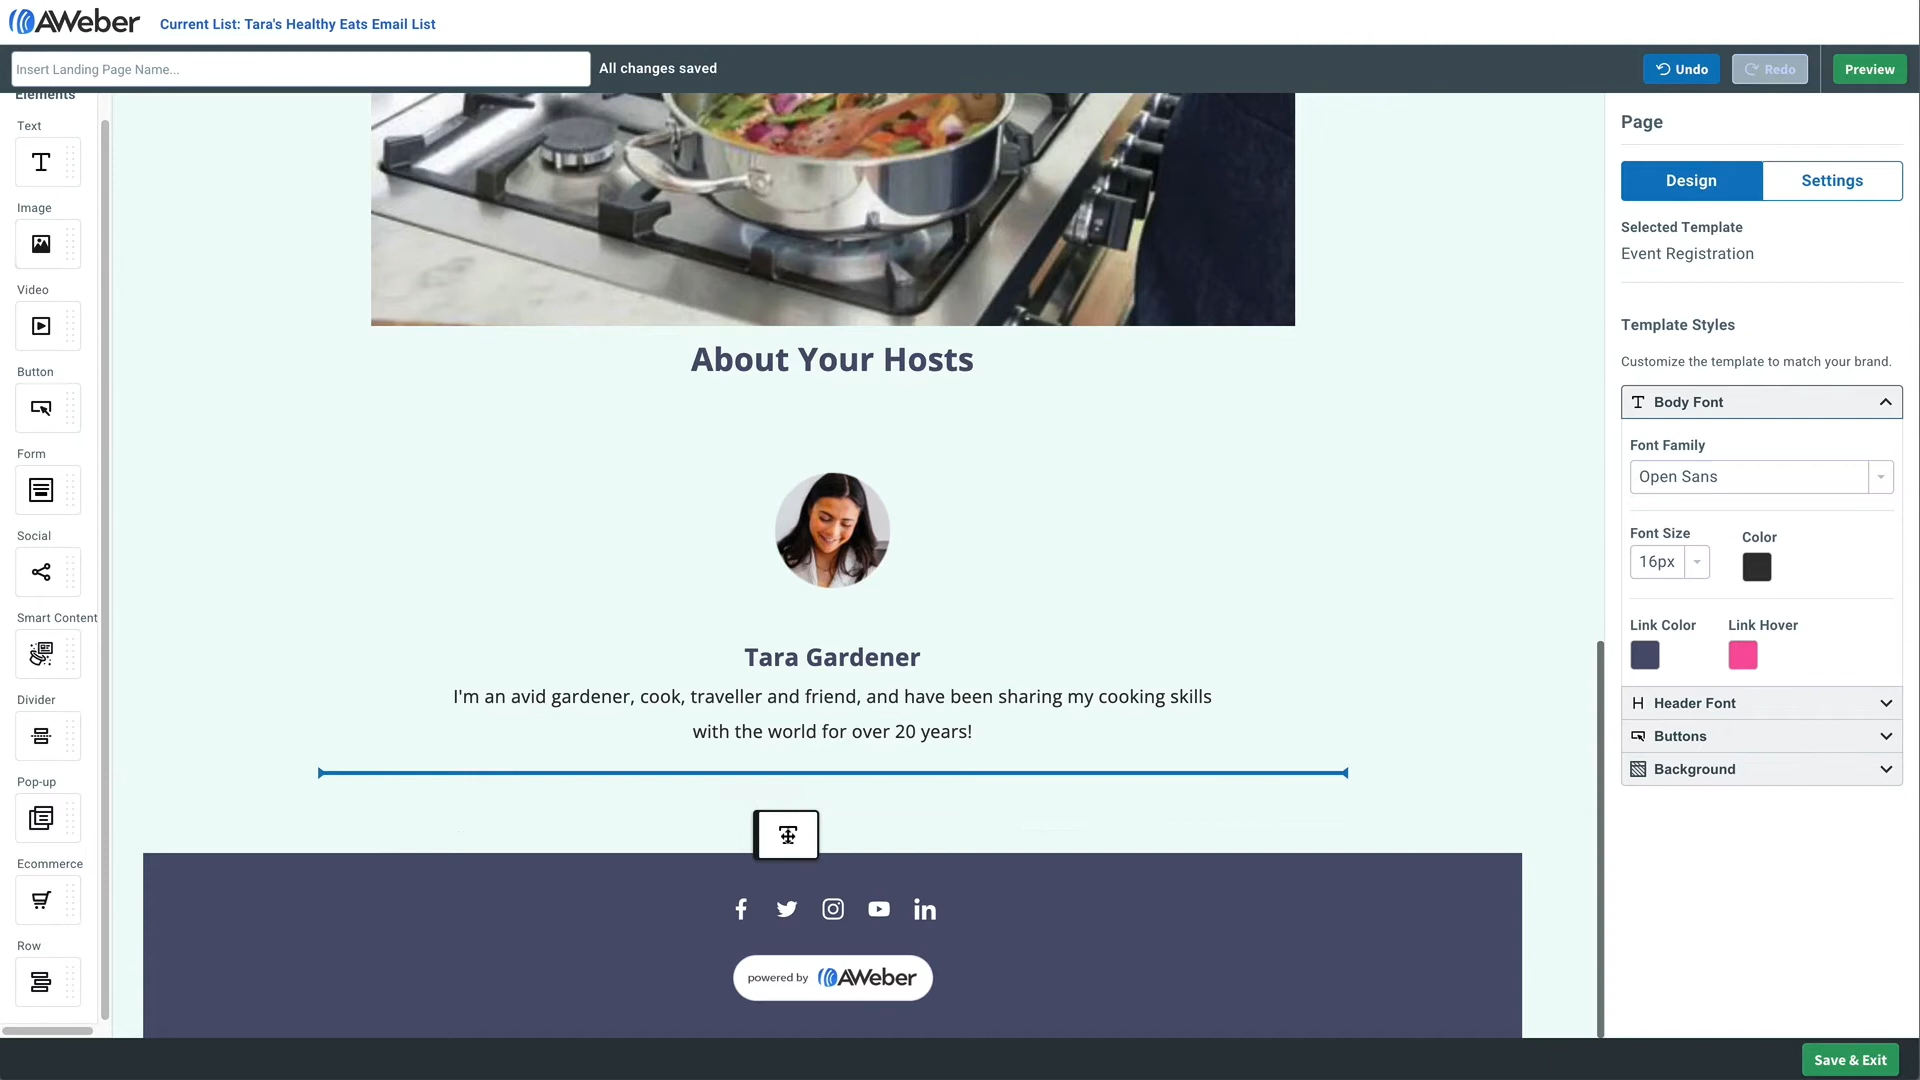 AWeber
Current List: Tara's Healthy Eats Email List
Insert Landing Page Name...
All changes saved
Undo
Redo
Preview
Elements
Text
Image
Video
Button
Form
Social
Smart Content
Divider
Pop-up
Ecommerce
Row
About Your Hosts
Tara Gardener
I'm an avid gardener, cook, traveller and friend, and have been sharing my cooking skills
with the world for over 20 years!
powered by AWeber
Page
Design
Settings
Selected Template
Event Registration
Template Styles
Customize the template to match your brand.
Body Font
Font Family
Open Sans
Font Size
Color
16px
Link Color
Link Hover
Header Font
Buttons
Background
Save & Exit